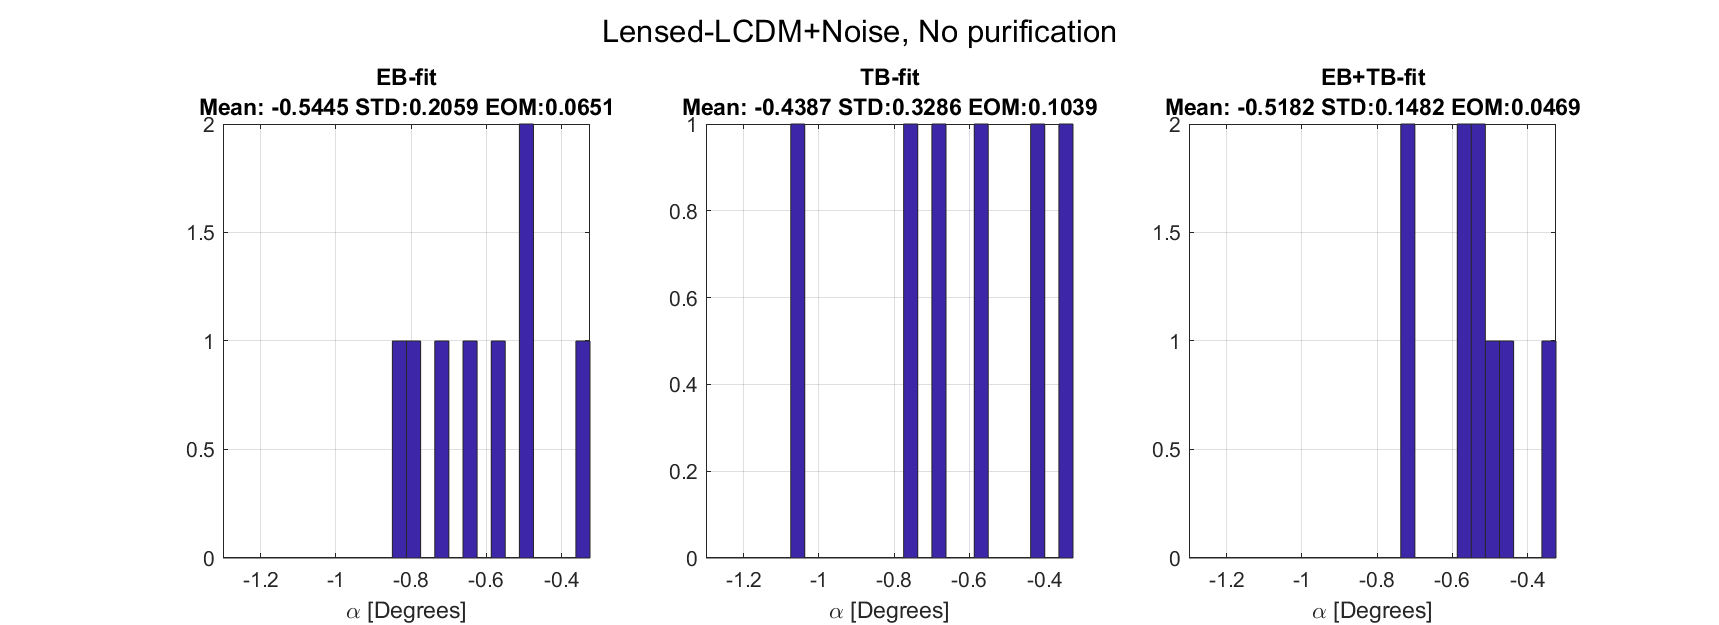 Lensed-LCDM+Noise, No purification
EB-fit
Mean: -0.5445 STD:0.2059 EOM:0.0651
2
1.5
1
0.5
0
-1.2 -1 -0.8 -0.6 -0.4
α [Degrees]
TB-fit
Mean: -0.4387 STD:0.3286 EOM:0.1039
1
0.8
0.6
0.4
0.2
0
-1.2 -1 -0.8 -0.6 -0.4
α [Degrees]
EB+TB-fit
Mean: -0.5182 STD:0.1482 EOM:0.0469
2
1.5
1
0.5
0
-1.2 -1 -0.8 -0.6 -0.4
α [Degrees]